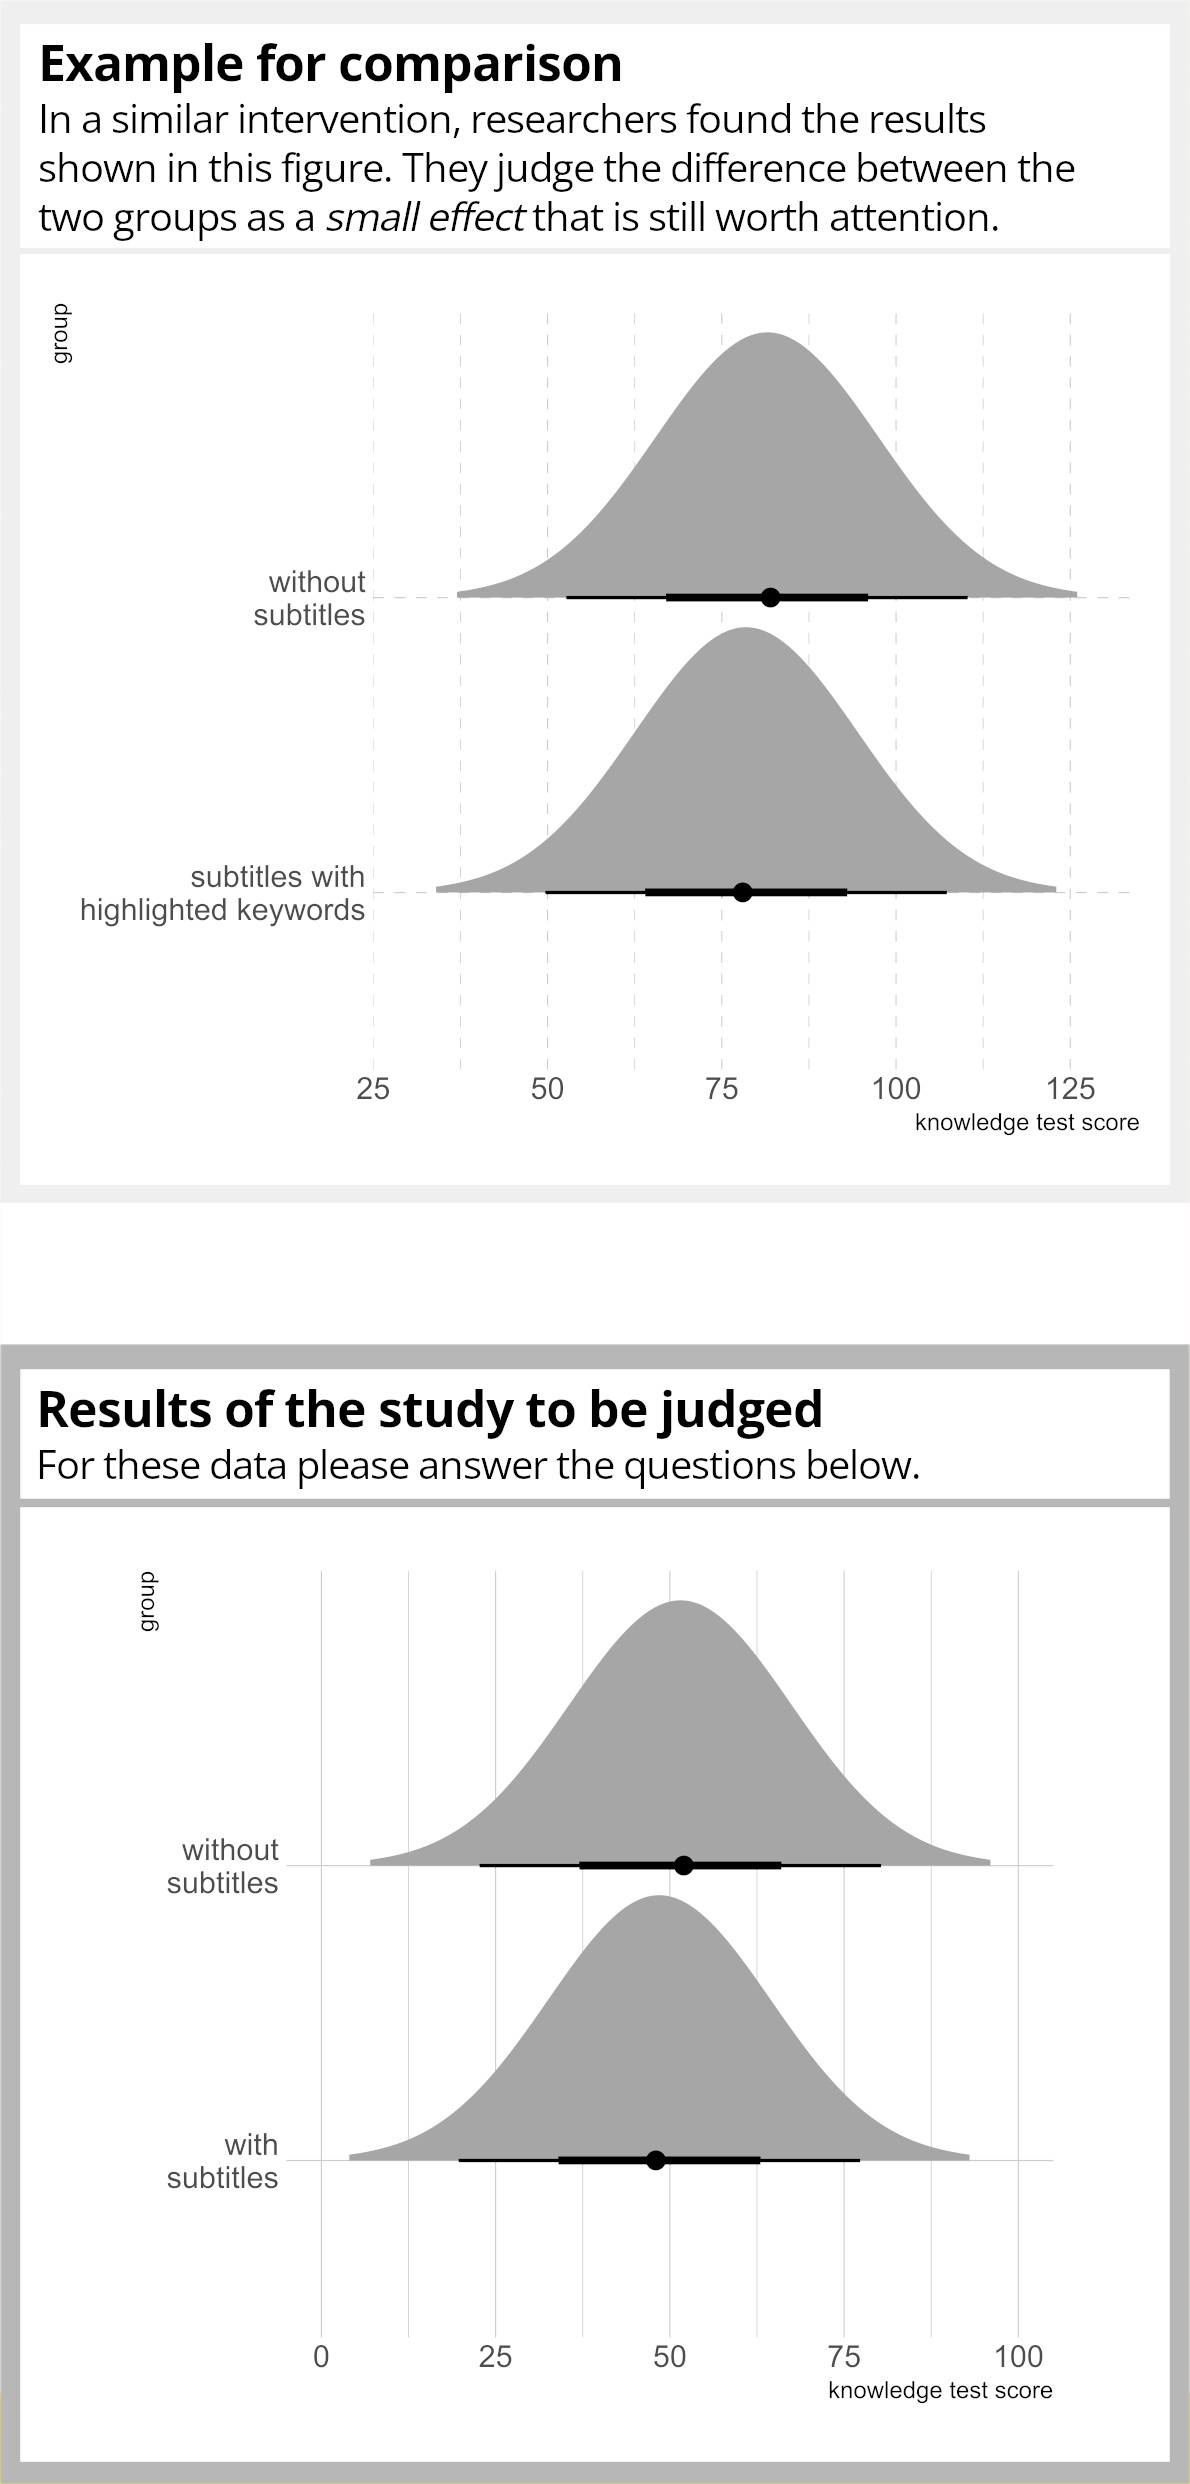 Example for comparison
In a similar intervention, researchers found the results
shown in this figure. They judge the difference between the
two groups as a small effect that is still worth attention.
group
without
subtitles
subtitles with
highlighted keywords
25 50 75 100 125
knowledge test score
Results of the study to be judged
For these data please answer the questions below.
group
without
subtitles
with
subtitles
0 25 50 75 100
knowledge test score